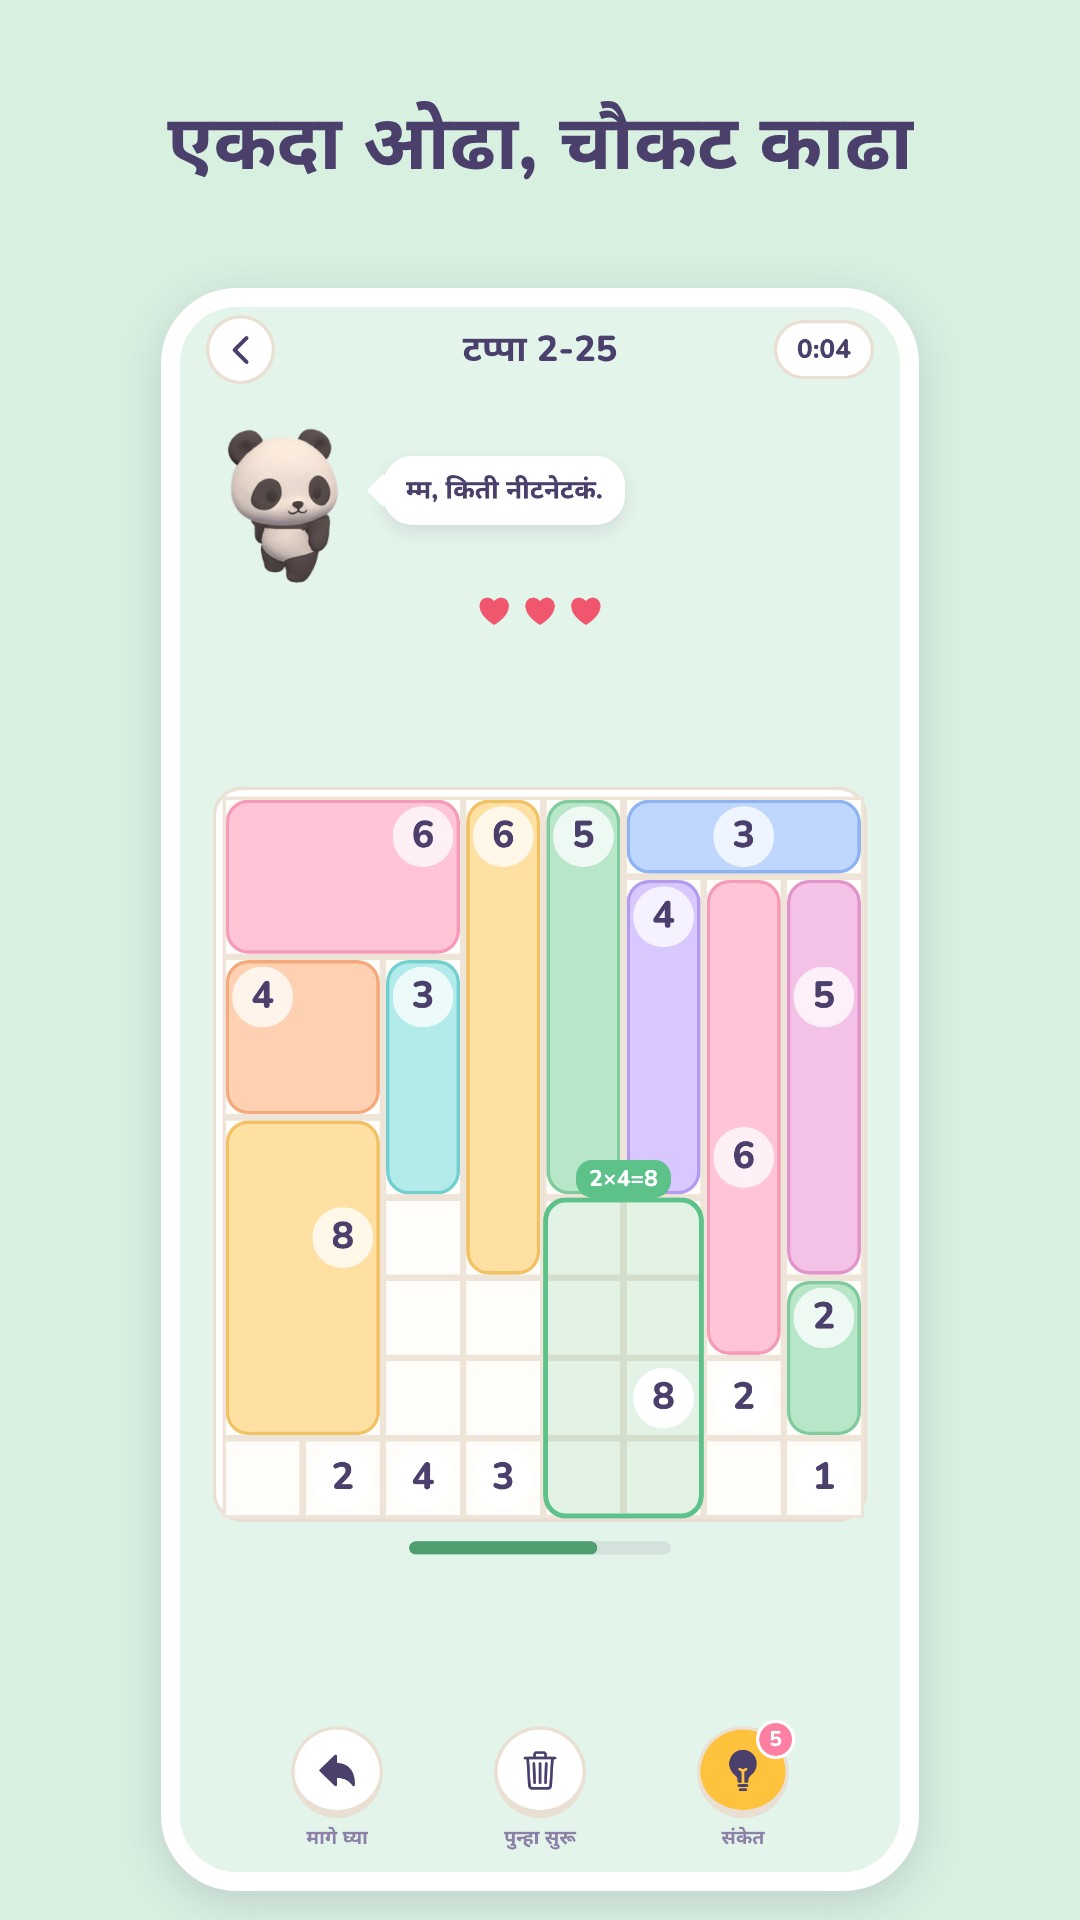 एकदा ओढा, चौकट काढा
टप्पा 2-25
0:04
म्म, किती नीटनेटकं.
6 6 5 3
4
4 3 5
6
2×4=8
8
2
8 2
2 4 3 1
5
मागे घ्या पुन्हा सुरू संकेत